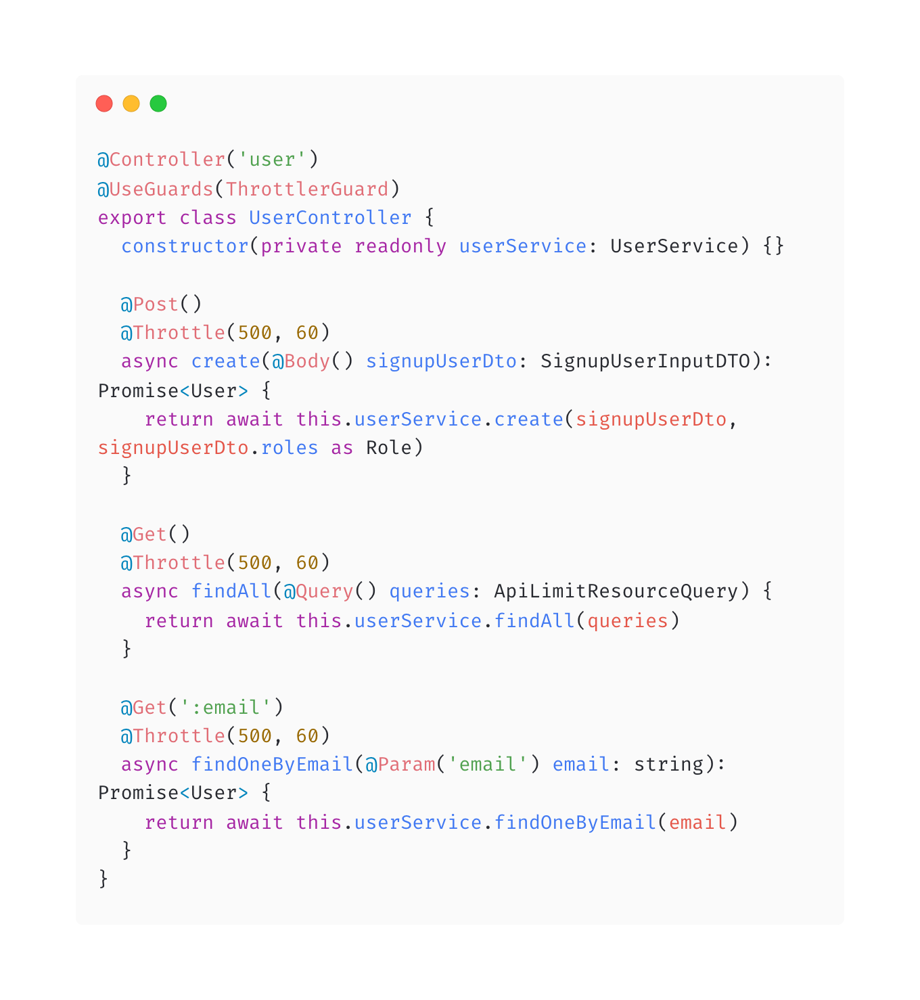 @Controller('user')
@UseGuards(ThrottlerGuard)
export class UserController {
  constructor(private readonly userService: UserService) {}

  @Post()
  @Throttle(500, 60)
  async create(@Body() signupUserDto: SignupUserInputDTO):
Promise<User> {
    return await this.userService.create(signupUserDto,
signupUserDto.roles as Role)
  }

  @Get()
  @Throttle(500, 60)
  async findAll(@Query() queries: ApiLimitResourceQuery) {
    return await this.userService.findAll(queries)
  }

  @Get(':email')
  @Throttle(500, 60)
  async findOneByEmail(@Param('email') email: string):
Promise<User> {
    return await this.userService.findOneByEmail(email)
  }
}